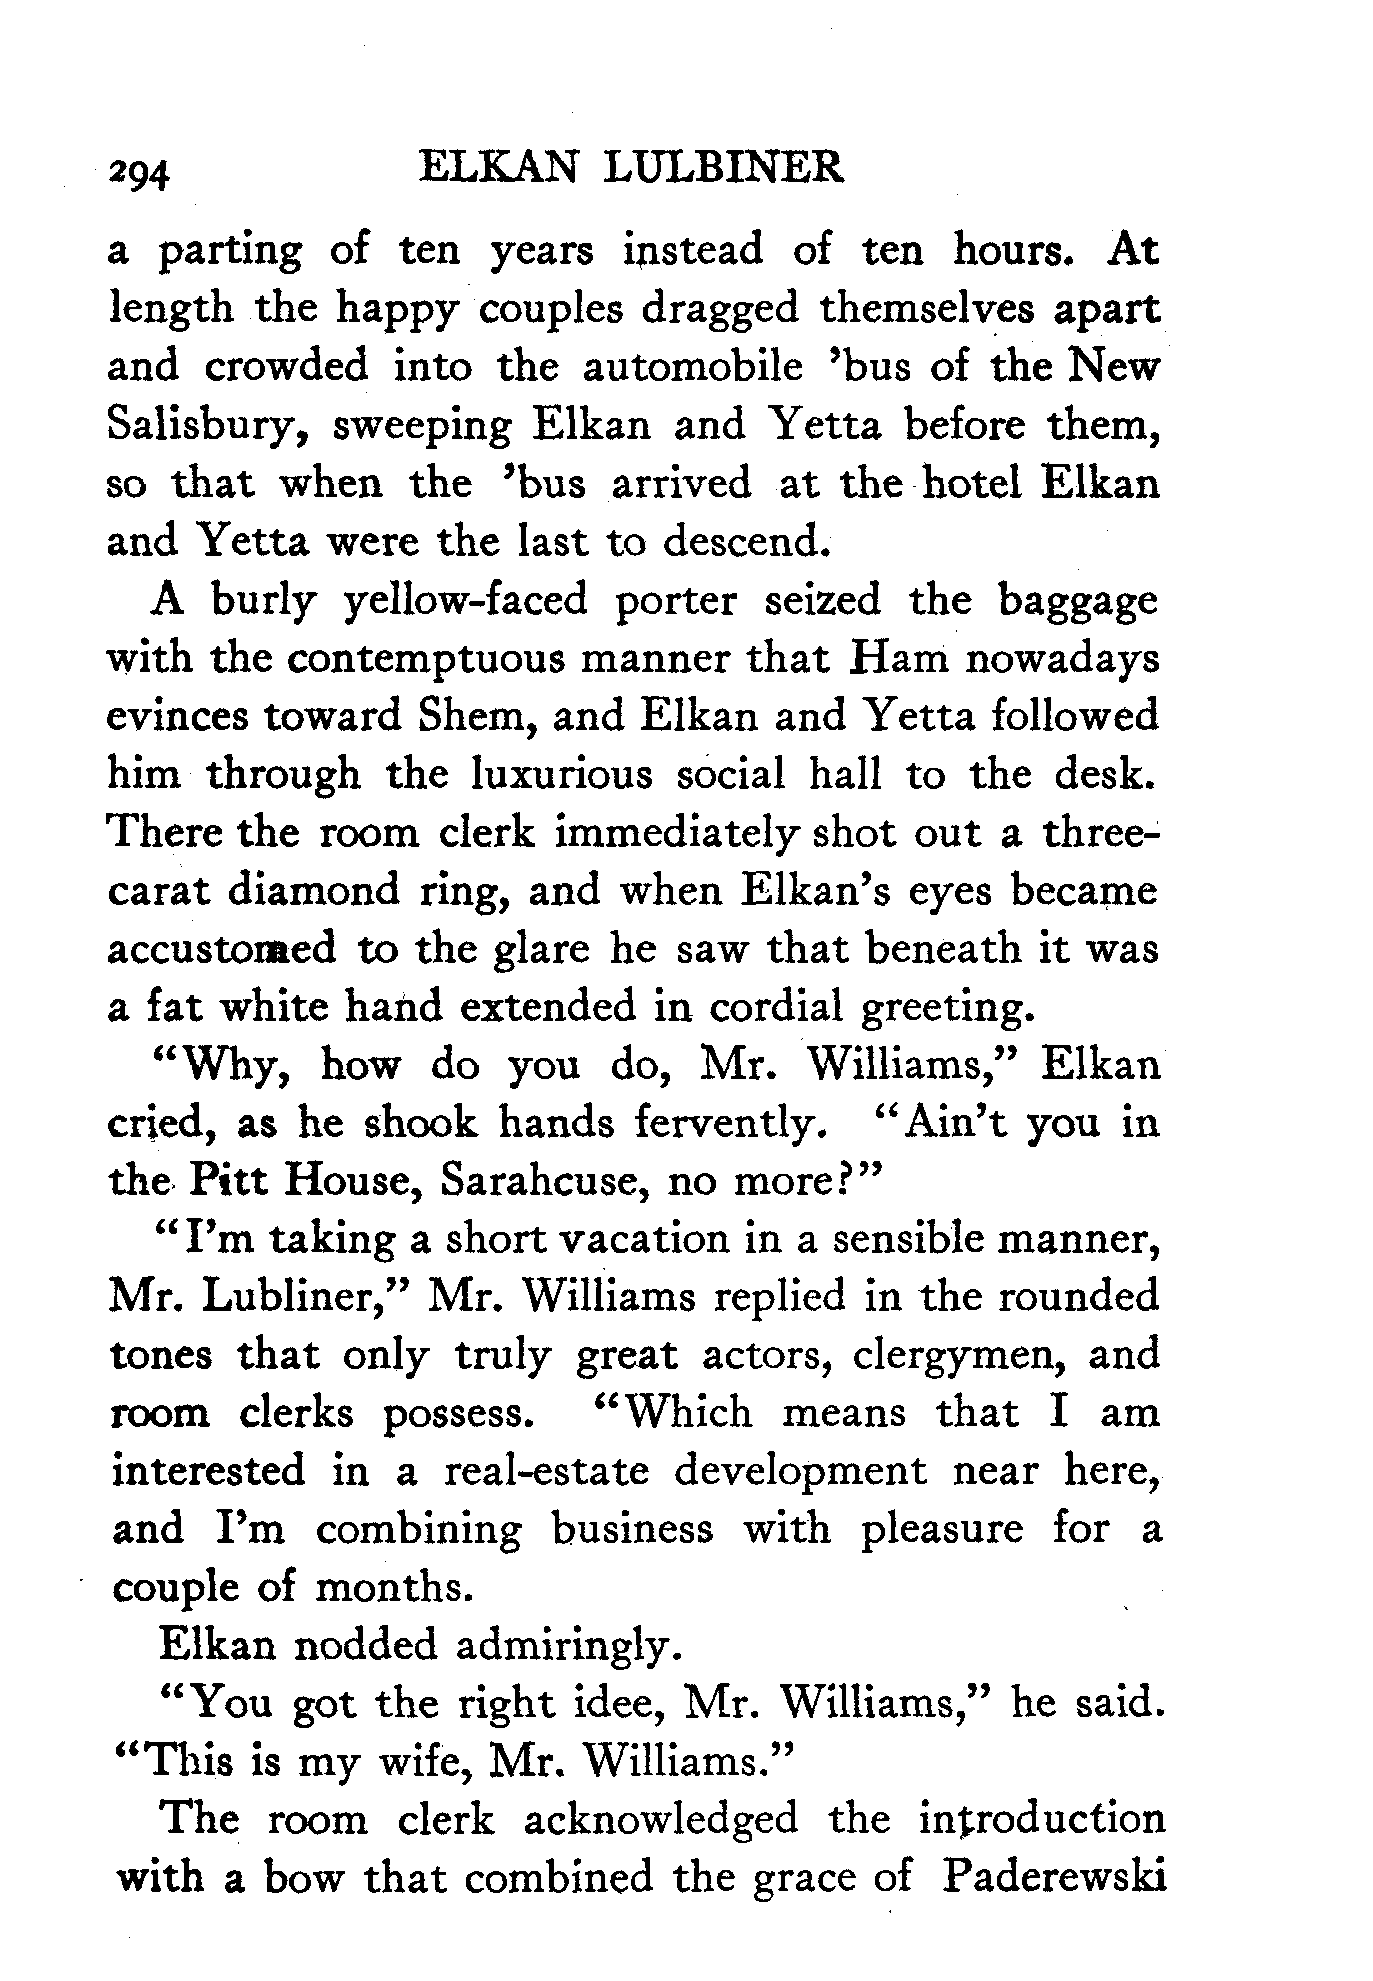 294 ELKAN LULBINER
a parting of ten years instead of ten hours. At
length the happy couples dragged themselves apart
and crowded into the automobile ’bus of the New
Salisbury, sweeping Elkan and Yetta before them,
so that when the ’bus arrived at the hotel Elkan
and Yetta were the last to descend.
A burly yellow-faced porter seized the baggage
with the contemptuous manner that Ham nowadays
evinces toward Shem, and Elkan and Yetta followed
him through the luxurious social hall to the desk.
There the room clerk immediately shot out a three-
carat diamond ring, and when Elkan’s eyes became
accustomed to the glare he saw that beneath it was
a fat white hand extended in cordial greeting.
“Why, how do you do, Mr. Williams,” Elkan
cried, as he shook hands fervently. “Ain’t you in
the Pitt House, Sarahcuse, no more?”
“I’m taking a short vacation in a sensible manner,
Mr. Lubliner,” Mr. Williams replied in the rounded
tones that only truly great actors, clergymen, and
room clerks possess. “Which means that I am
interested in a real-estate development near here,
and I’m combining business with pleasure for a
couple of months.
Elkan nodded admiringly.
“You got the right idee, Mr. Williams,” he said.
“This is my wife, Mr. Williams.”
The room clerk acknowledged the introduction
with a bow that combined the grace of Paderewski